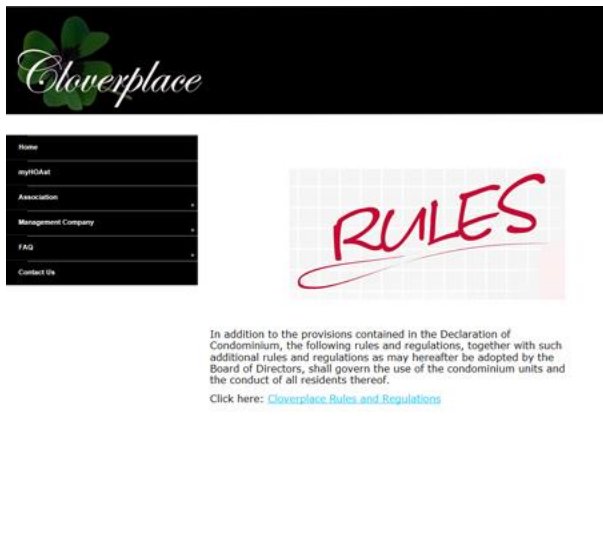 Cloverplace
Home
myHOAst
Association
Management Company
FAQ
Contact Us
RULES
In addition to the provisions contained in the Declaration of
Condominium, the following rules and regulations, together with such
additional rules and regulations as may hereafter be adopted by the
Board of Directors, shall govern the use of the condominium units and
the conduct of all residents thereof.
Click here: Cloverplace Rules and Regulations